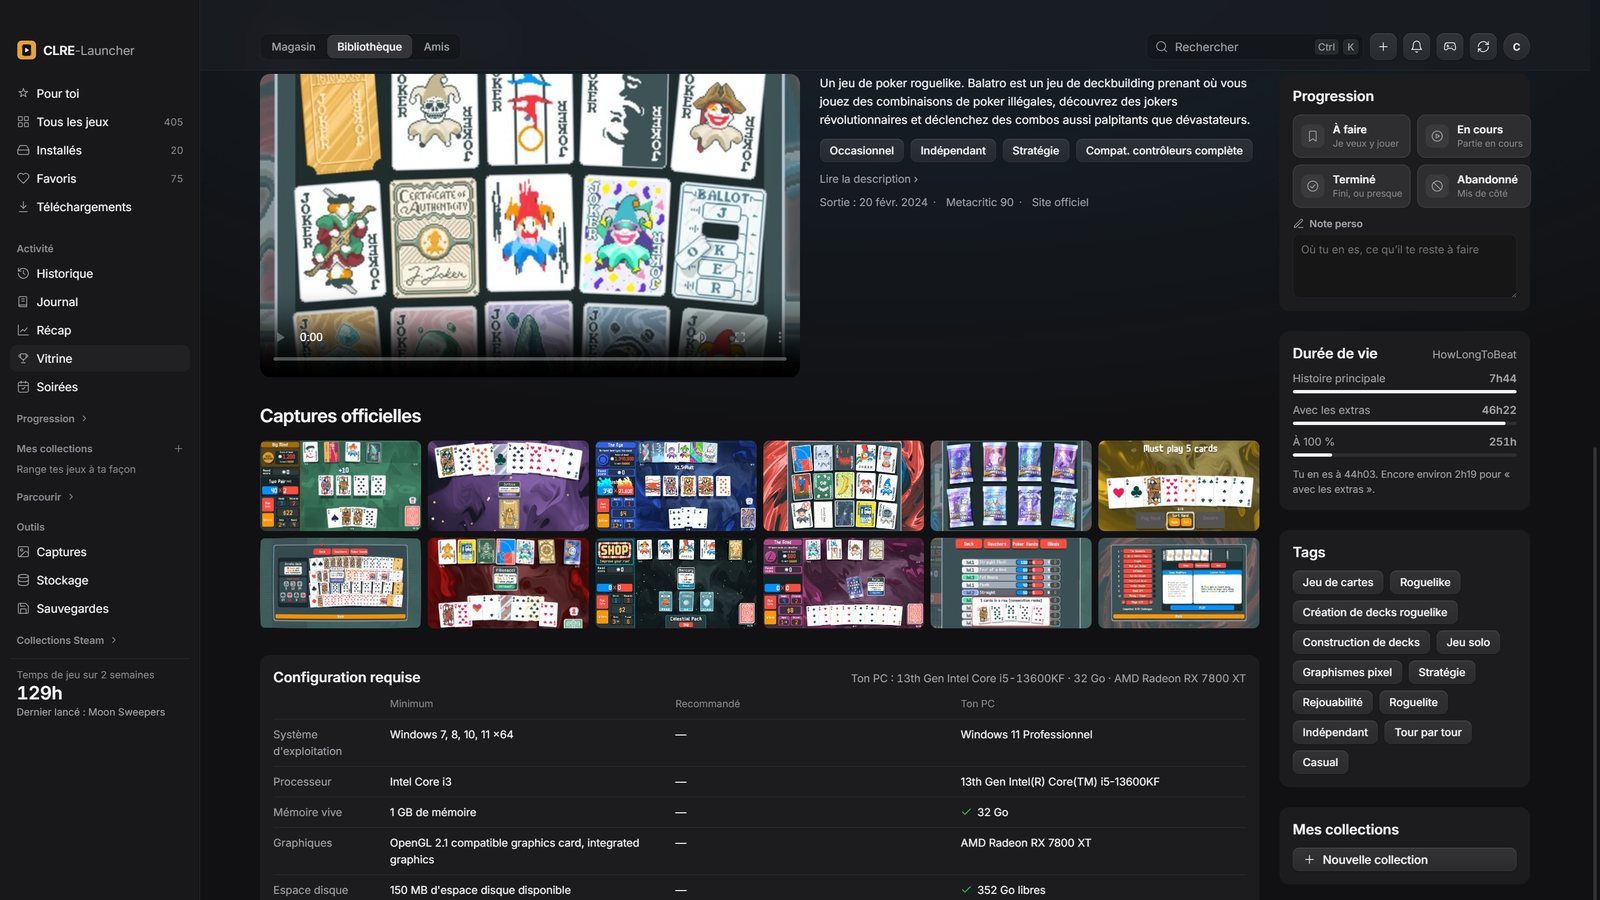 CLRE-Launcher
Pour toi
Tous les jeux 405
Installés 20
Favoris 75
Téléchargements
Activité
Historique
Journal
Récap
Vitrine
Soirées
Progression
Mes collections
Range tes jeux à ta façon
Parcourir
Outils
Captures
Stockage
Sauvegardes
Collections Steam
Temps de jeu sur 2 semaines
129h
Dernier lancé : Moon Sweepers
Magasin Bibliothèque Amis
Rechercher Ctrl K
C
JOKER
CERTIFICATE OF AUTHENTICITY
J. Joker
BALLOT
J
O
K
E
R
0:00
Un jeu de poker roguelike. Balatro est un jeu de deckbuilding prenant où vous
jouez des combinaisons de poker illégales, découvrez des jokers
révolutionnaires et déclenchez des combos aussi palpitants que dévastateurs.
Occasionnel Indépendant Stratégie Compat. contrôleurs complète
Lire la description ›
Sortie : 20 févr. 2024 · Metacritic 90 · Site officiel
Captures officielles
Must play 5 cards
SHOP!
Configuration requise
Ton PC : 13th Gen Intel Core i5-13600KF · 32 Go · AMD Radeon RX 7800 XT
Minimum Recommandé Ton PC
Système
d'exploitation
Windows 7, 8, 10, 11 x64 — Windows 11 Professionnel
Processeur Intel Core i3 — 13th Gen Intel(R) Core(TM) i5-13600KF
Mémoire vive 1 GB de mémoire — 32 Go
Graphiques OpenGL 2.1 compatible graphics card, integrated
graphics
— AMD Radeon RX 7800 XT
Espace disque 150 MB d'espace disque disponible — 352 Go libres
Progression
À faire
Je veux y jouer
En cours
Partie en cours
Terminé
Fini, ou presque
Abandonné
Mis de côté
Note perso
Où tu en es, ce qu'il te reste à faire
Durée de vie HowLongToBeat
Histoire principale 7h44
Avec les extras 46h22
À 100 % 251h
Tu en es à 44h03. Encore environ 2h19 pour «
avec les extras ».
Tags
Jeu de cartes Roguelike
Création de decks roguelike
Construction de decks Jeu solo
Graphismes pixel Stratégie
Rejouabilité Roguelite
Indépendant Tour par tour
Casual
Mes collections
Nouvelle collection